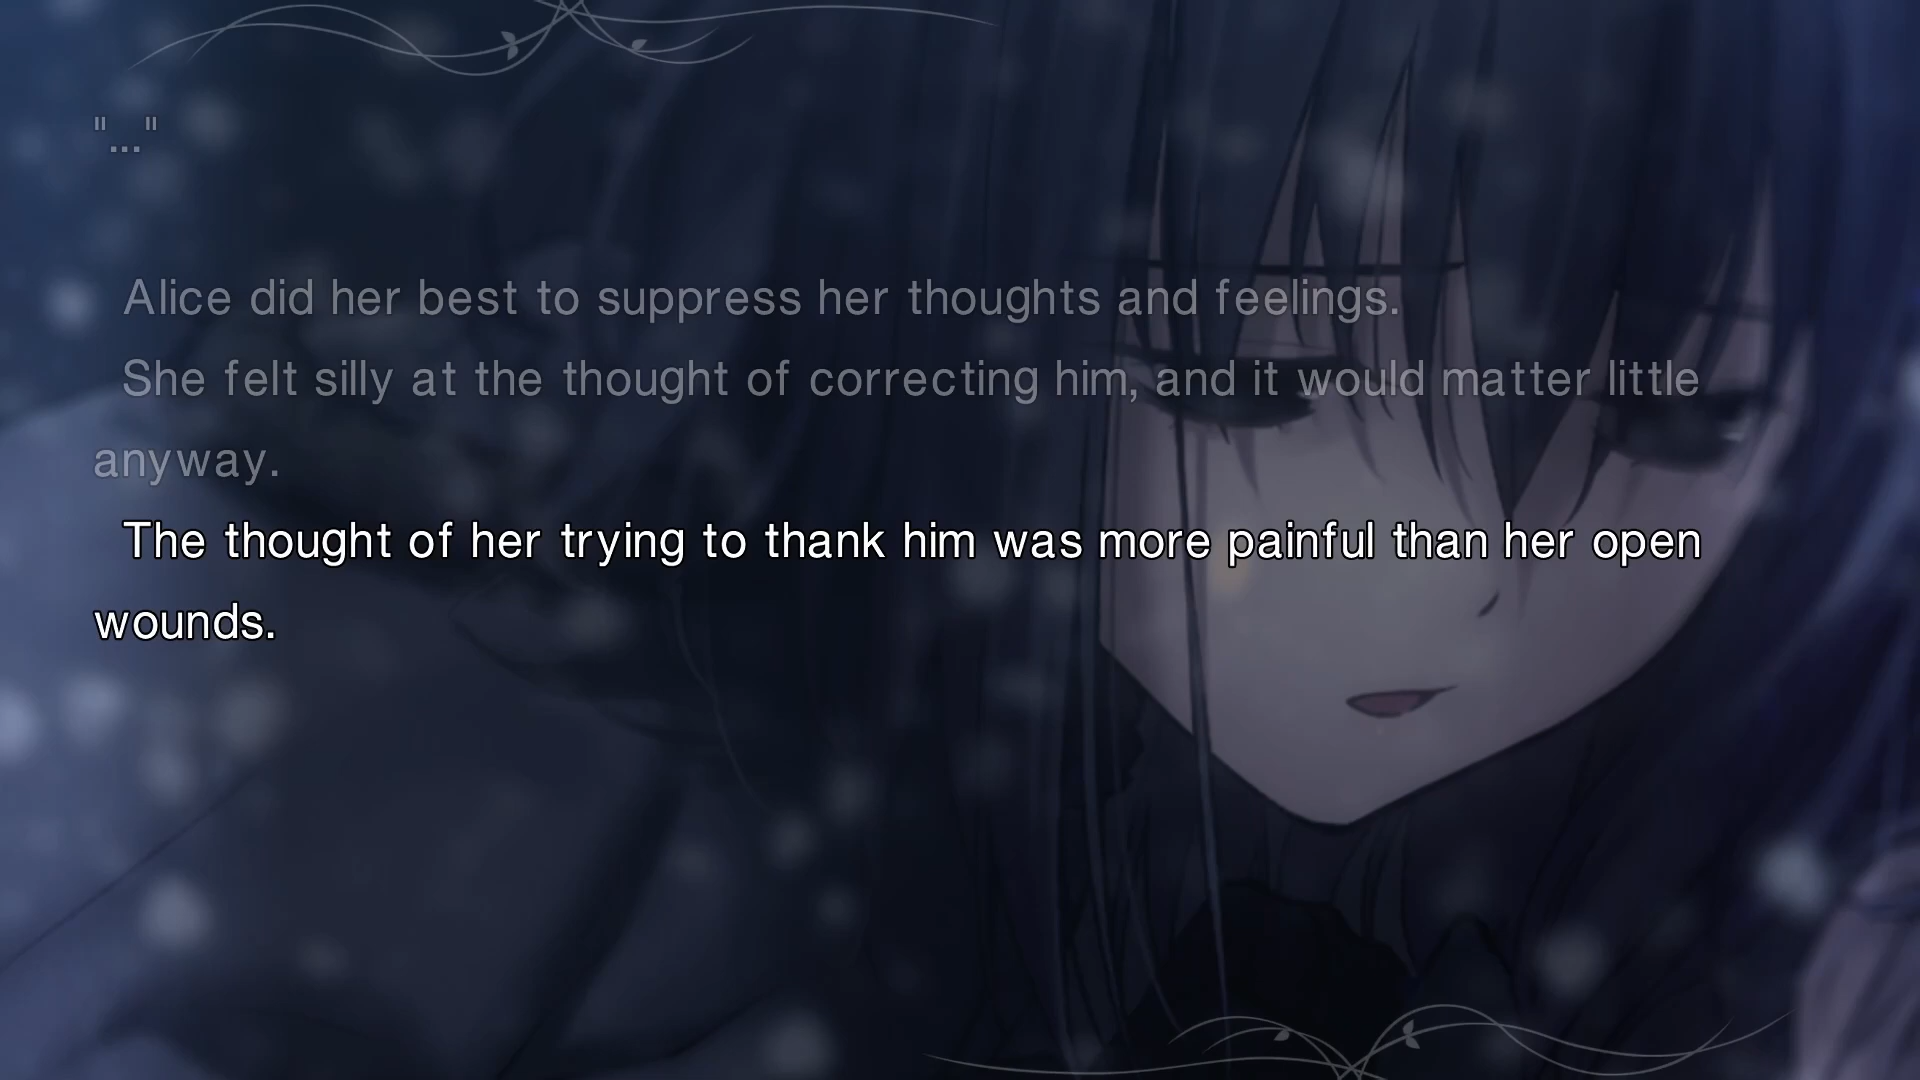 "..."
Alice did her best to suppress her thoughts and feelings.
She felt silly at the thought of correcting him, and it would matter little
anyway.
The thought of her trying to thank him was more painful than her open
wounds.